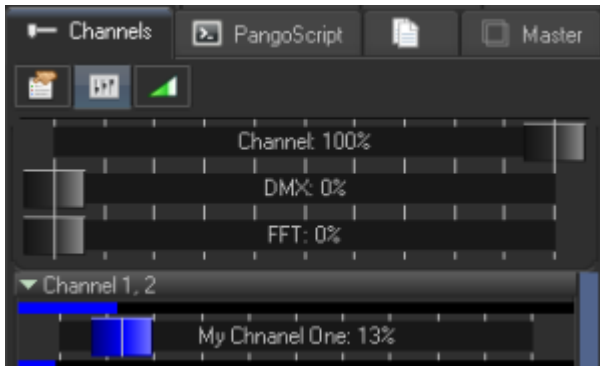 Channels PangoScript Master
Channel: 100%
DMX: 0%
FFT: 0%
Channel 1, 2
My Chnanel One: 13%